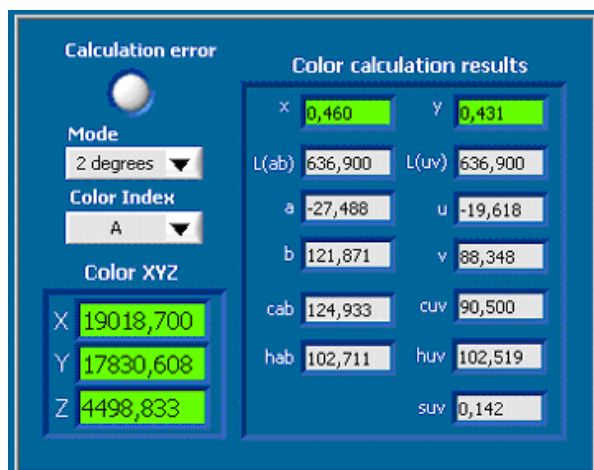 Calculation error
Mode
2 degrees
Color Index
A
Color XYZ
X 19018,700
Y 17830,608
Z 4498,833
Color calculation results
x 0,460 y 0,431
L(ab) 636,900 L(uv) 636,900
a -27,488 u -19,618
b 121,871 v 88,348
cab 124,933 cuv 90,500
hab 102,711 huv 102,519
suv 0,142